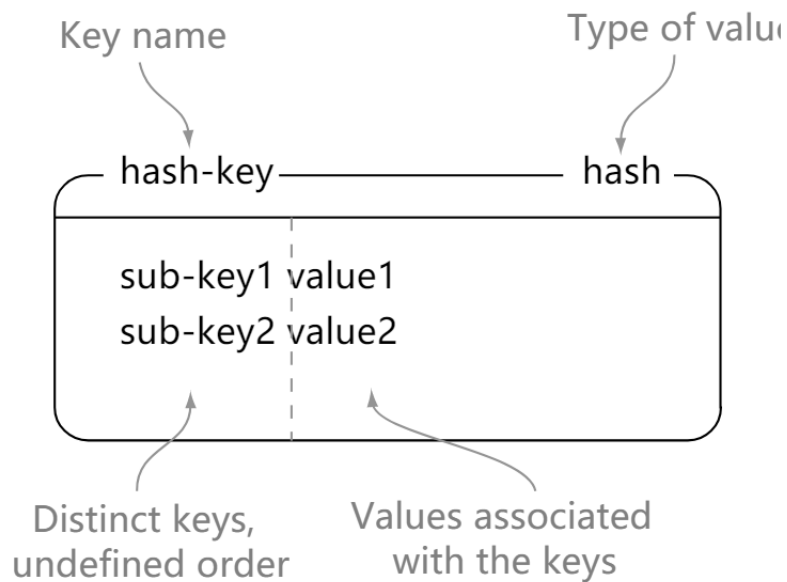 Key name
Type of valu
hash-key
hash
sub-key1 value1
sub-key2 value2
Distinct keys,
undefined order
Values associated
with the keys